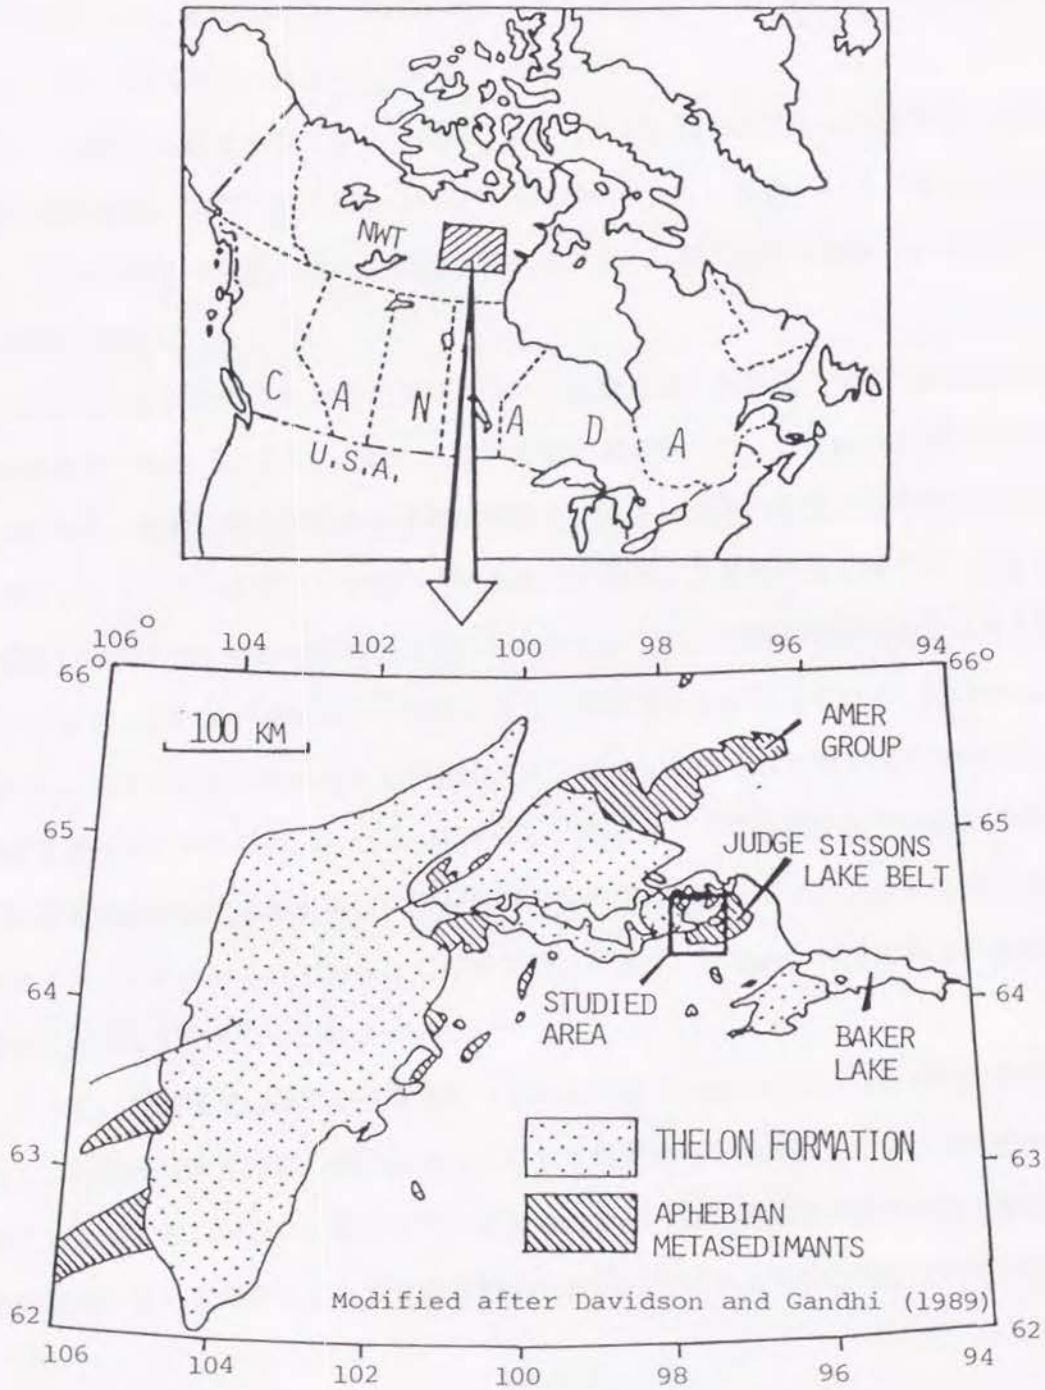 NWT
C A N A D A
U.S.A.
106° 104 102 100 98 96 94
66° 66°
100 KM
AMER
GROUP
65 65
JUDGE SISSONS
LAKE BELT
64 64
STUDIED
AREA
BAKER
LAKE
THELON FORMATION
63 63
APHEBIAN
METASEDIMANTS
Modified after Davidson and Gandhi (1989)
62 62
106 104 102 100 98 96 94